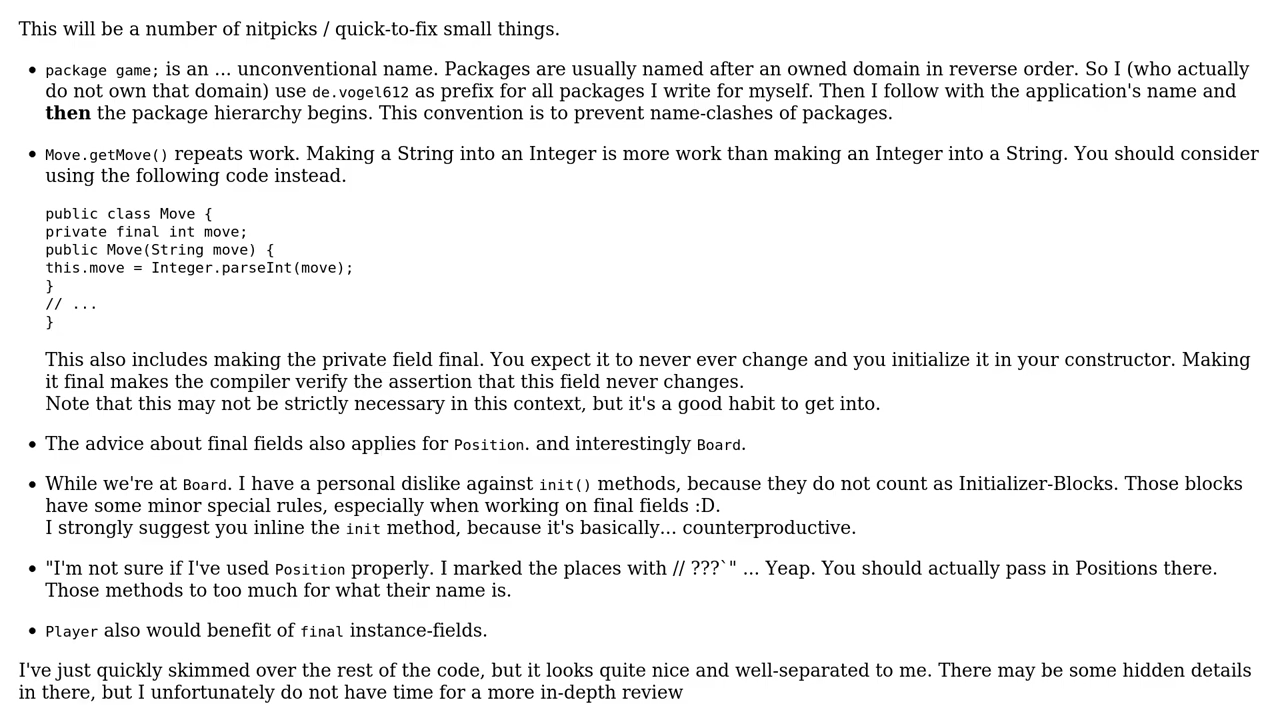 This will be a number of nitpicks / quick-to-fix small things.
• package game; is an ... unconventional name. Packages are usually named after an owned domain in reverse order. So I (who actually
do not own that domain) use de.vogel612 as prefix for all packages I write for myself. Then I follow with the application's name and
then the package hierarchy begins. This convention is to prevent name-clashes of packages.
• Move.getMove() repeats work. Making a String into an Integer is more work than making an Integer into a String. You should consider
using the following code instead.
public class Move {
private final int move;
public Move(String move) {
this.move = Integer.parseInt(move);
}
// ...
}
This also includes making the private field final. You expect it to never ever change and you initialize it in your constructor. Making
it final makes the compiler verify the assertion that this field never changes.
Note that this may not be strictly necessary in this context, but it's a good habit to get into.
• The advice about final fields also applies for Position. and interestingly Board.
• While we're at Board. I have a personal dislike against init() methods, because they do not count as Initializer-Blocks. Those blocks
have some minor special rules, especially when working on final fields :D.
I strongly suggest you inline the init method, because it's basically... counterproductive.
• "I'm not sure if I've used Position properly. I marked the places with // ???`" ... Yeap. You should actually pass in Positions there.
Those methods to too much for what their name is.
• Player also would benefit of final instance-fields.
I've just quickly skimmed over the rest of the code, but it looks quite nice and well-separated to me. There may be some hidden details
in there, but I unfortunately do not have time for a more in-depth review